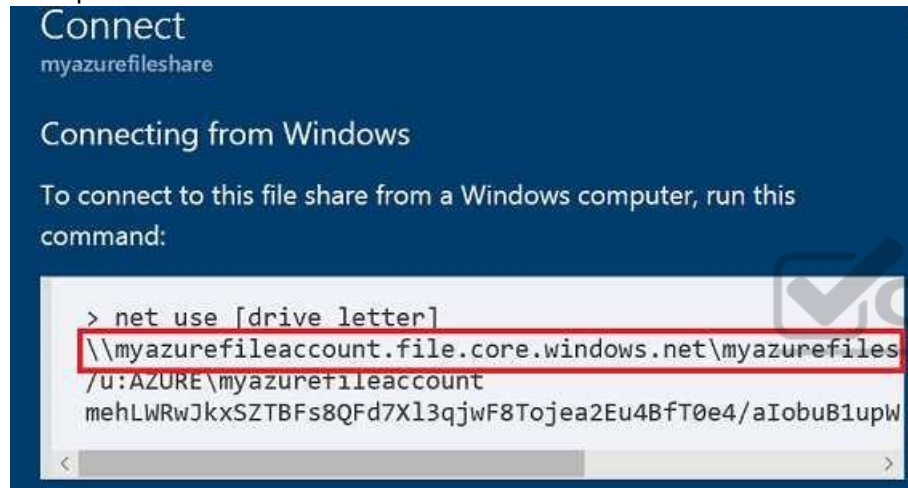 Connect
myazurefileshare
Connecting from Windows
To connect to this file share from a Windows computer, run this
command:
> net use [drive letter]
\\myazurefileaccount.file.core.windows.net\myazurefiles
/u:AZURE\myazurefileaccount
mehLWRwJkxSZTBFs8QFd7Xl3qjwF8Tojea2Eu4BfT0e4/aIobuB1upW